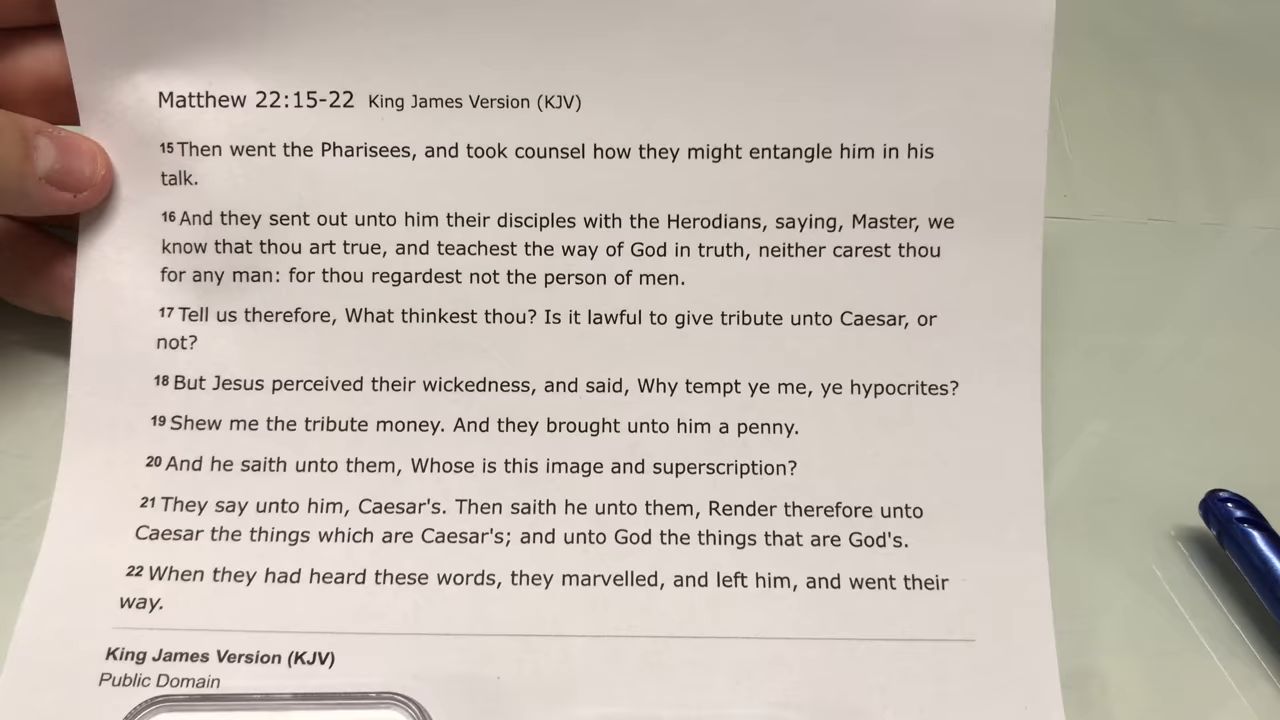 Matthew 22:15-22 King James Version (KJV)
15 Then went the Pharisees, and took counsel how they might entangle him in his
talk.
16 And they sent out unto him their disciples with the Herodians, saying, Master, we
know that thou art true, and teachest the way of God in truth, neither carest thou
for any man: for thou regardest not the person of men.
17 Tell us therefore, What thinkest thou? Is it lawful to give tribute unto Caesar, or
not?
18 But Jesus perceived their wickedness, and said, Why tempt ye me, ye hypocrites?
19 Shew me the tribute money. And they brought unto him a penny.
20 And he saith unto them, Whose is this image and superscription?
21 They say unto him, Caesar's. Then saith he unto them, Render therefore unto
Caesar the things which are Caesar's; and unto God the things that are God's.
22 When they had heard these words, they marvelled, and left him, and went their
way.
King James Version (KJV)
Public Domain